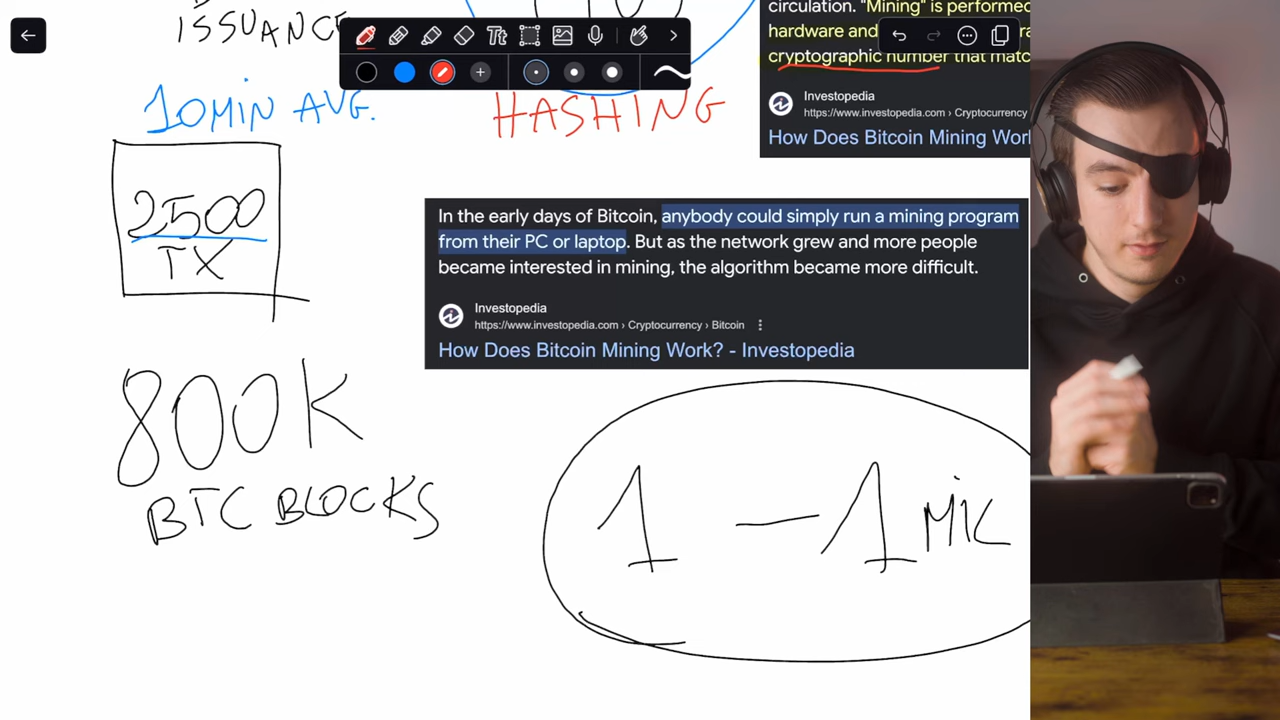 ISSUANCE
circulation. "Mining" is performed
hardware and
cryptographic number that matc
Investopedia
https://www.investopedia.com › Cryptocurrency
How Does Bitcoin Mining Worl
10MIN AVG.
HASHING
2500
TX
In the early days of Bitcoin, anybody could simply run a mining program
from their PC or laptop. But as the network grew and more people
became interested in mining, the algorithm became more difficult.
Investopedia
https://www.investopedia.com › Cryptocurrency › Bitcoin
How Does Bitcoin Mining Work? - Investopedia
800K
BTC BLOCKS
1 — 1 MİK
Tt